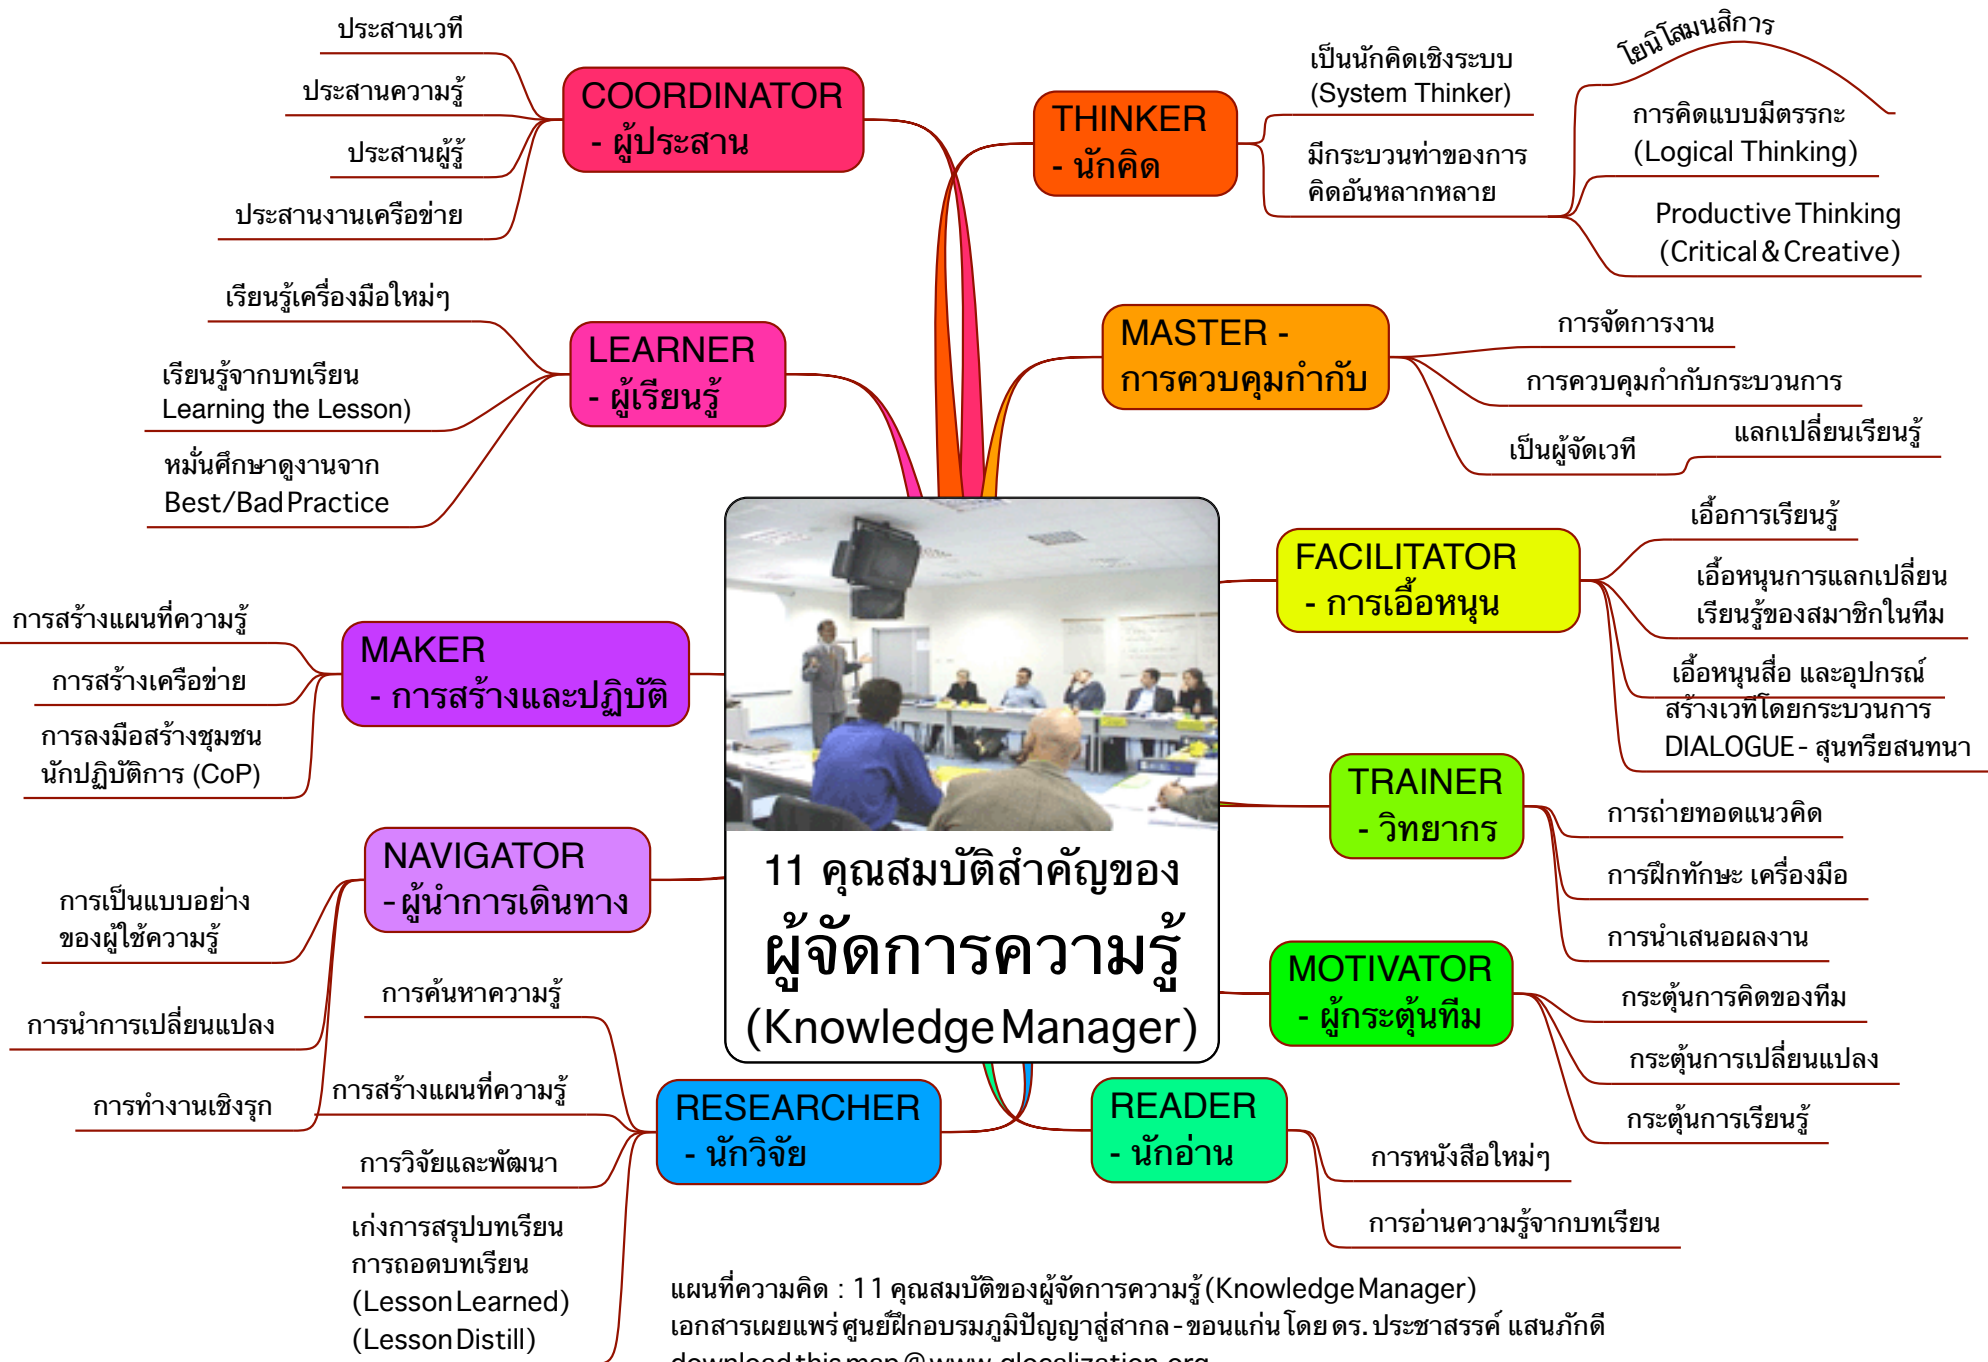 ประสานเวที
ประสานความรู้
ประสานผู้รู้
ประสานงานเครือข่าย
COORDINATOR
- ผู้ประสาน
THINKER
- นักคิด
เป็นนักคิดเชิงระบบ
(System Thinker)
มีกระบวนท่าของการ
คิดอันหลากหลาย
โยนิโสมนสิการ
การคิดแบบมีตรรกะ
(Logical Thinking)
Productive Thinking
(Critical & Creative)
เรียนรู้เครื่องมือใหม่ๆ
เรียนรู้จากบทเรียน
Learning the Lesson)
หมั่นศึกษาดูงานจาก
Best/Bad Practice
LEARNER
- ผู้เรียนรู้
MASTER -
การควบคุมกำกับ
การจัดการงาน
การควบคุมกำกับกระบวนการ
เป็นผู้จัดเวที
แลกเปลี่ยนเรียนรู้
FACILITATOR
- การเอื้อหนุน
เอื้อการเรียนรู้
เอื้อหนุนการแลกเปลี่ยน
เรียนรู้ของสมาชิกในทีม
เอื้อหนุนสื่อ และอุปกรณ์
สร้างเวทีโดยกระบวนการ
DIALOGUE - สุนทรียสนทนา
การสร้างแผนที่ความรู้
การสร้างเครือข่าย
การลงมือสร้างชุมชน
นักปฏิบัติการ (CoP)
MAKER
- การสร้างและปฏิบัติ
TRAINER
- วิทยากร
การถ่ายทอดแนวคิด
การฝึกทักษะ เครื่องมือ
การนำเสนอผลงาน
NAVIGATOR
- ผู้นำการเดินทาง
การเป็นแบบอย่าง
ของผู้ใช้ความรู้
การนำการเปลี่ยนแปลง
การทำงานเชิงรุก
11 คุณสมบัติสำคัญของ
ผู้จัดการความรู้
(Knowledge Manager)
MOTIVATOR
- ผู้กระตุ้นทีม
กระตุ้นการคิดของทีม
กระตุ้นการเปลี่ยนแปลง
กระตุ้นการเรียนรู้
การค้นหาความรู้
การสร้างแผนที่ความรู้
การวิจัยและพัฒนา
เก่งการสรุปบทเรียน
การถอดบทเรียน
(Lesson Learned)
(Lesson Distill)
RESEARCHER
- นักวิจัย
READER
- นักอ่าน
การหนังสือใหม่ๆ
การอ่านความรู้จากบทเรียน
แผนที่ความคิด : 11 คุณสมบัติของผู้จัดการความรู้ (Knowledge Manager)
เอกสารเผยแพร่ ศูนย์ฝึกอบรมภูมิปัญญาสู่สากล - ขอนแก่น โดย ดร. ประชาสรรค์ แสนภักดี
download this map @ www.glocalization.org